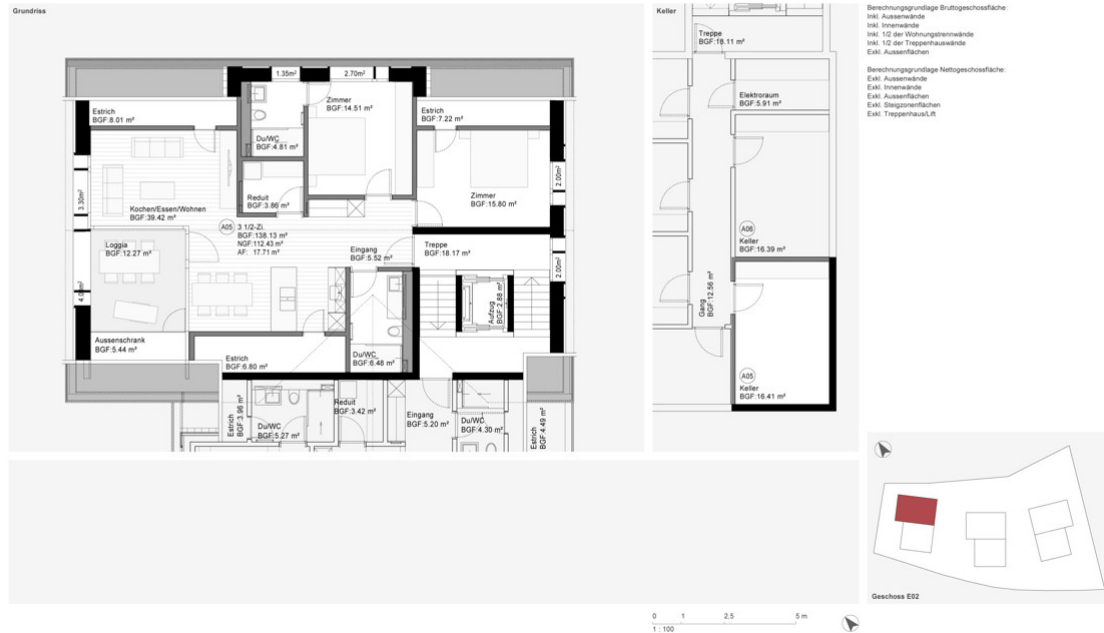 Grundriss
1.35m²
2.70m²
Estrich
BGF:8.01 m²
Du/WC
BGF:4.81 m²
Zimmer
BGF:14.51 m²
Estrich
BGF:7.22 m²
3.30m²
Kochen/Essen/Wohnen
BGF:39.42 m²
Reduit
BGF:3.86 m²
Zimmer
BGF:15.80 m²
2.00m²
A05
3 1/2-Zi.
BGF:138.13 m²
NGF:112.43 m²
AF: 17.71 m²
Loggia
BGF:12.27 m²
Eingang
BGF:5.52 m²
Treppe
BGF:18.17 m²
2.00m²
Aufzug
BGF:2.88 m²
Aussenschrank
BGF:5.44 m²
Estrich
BGF:6.80 m²
Du/WC
BGF:6.48 m²
Estrich
BGF:3.96 m²
Du/WC
BGF:5.27 m²
Reduit
BGF:3.42 m²
Eingang
BGF:5.20 m²
Du/WC
BGF:4.30 m²
Estrich
BGF:4.49 m²
Keller
Treppe
BGF:18.11 m²
Elektroraum
BGF:5.91 m²
A06
Keller
BGF:16.39 m²
Gang
BGF:12.56 m²
A05
Keller
BGF:16.41 m²
Berechnungsgrundlage Bruttogeschossfläche:
Inkl. Aussenwände
Inkl. Innenwände
Inkl. 1/2 der Wohnungstrennwände
Inkl. 1/2 der Treppenhauswände
Exkl. Aussenflächen
Berechnungsgrundlage Nettogeschossfläche:
Exkl. Aussenwände
Exkl. Innenwände
Exkl. Aussenflächen
Exkl. Steigzonenflächen
Exkl. Treppenhaus/Lift
Geschoss E02
0 1 2,5 5 m
1 : 100